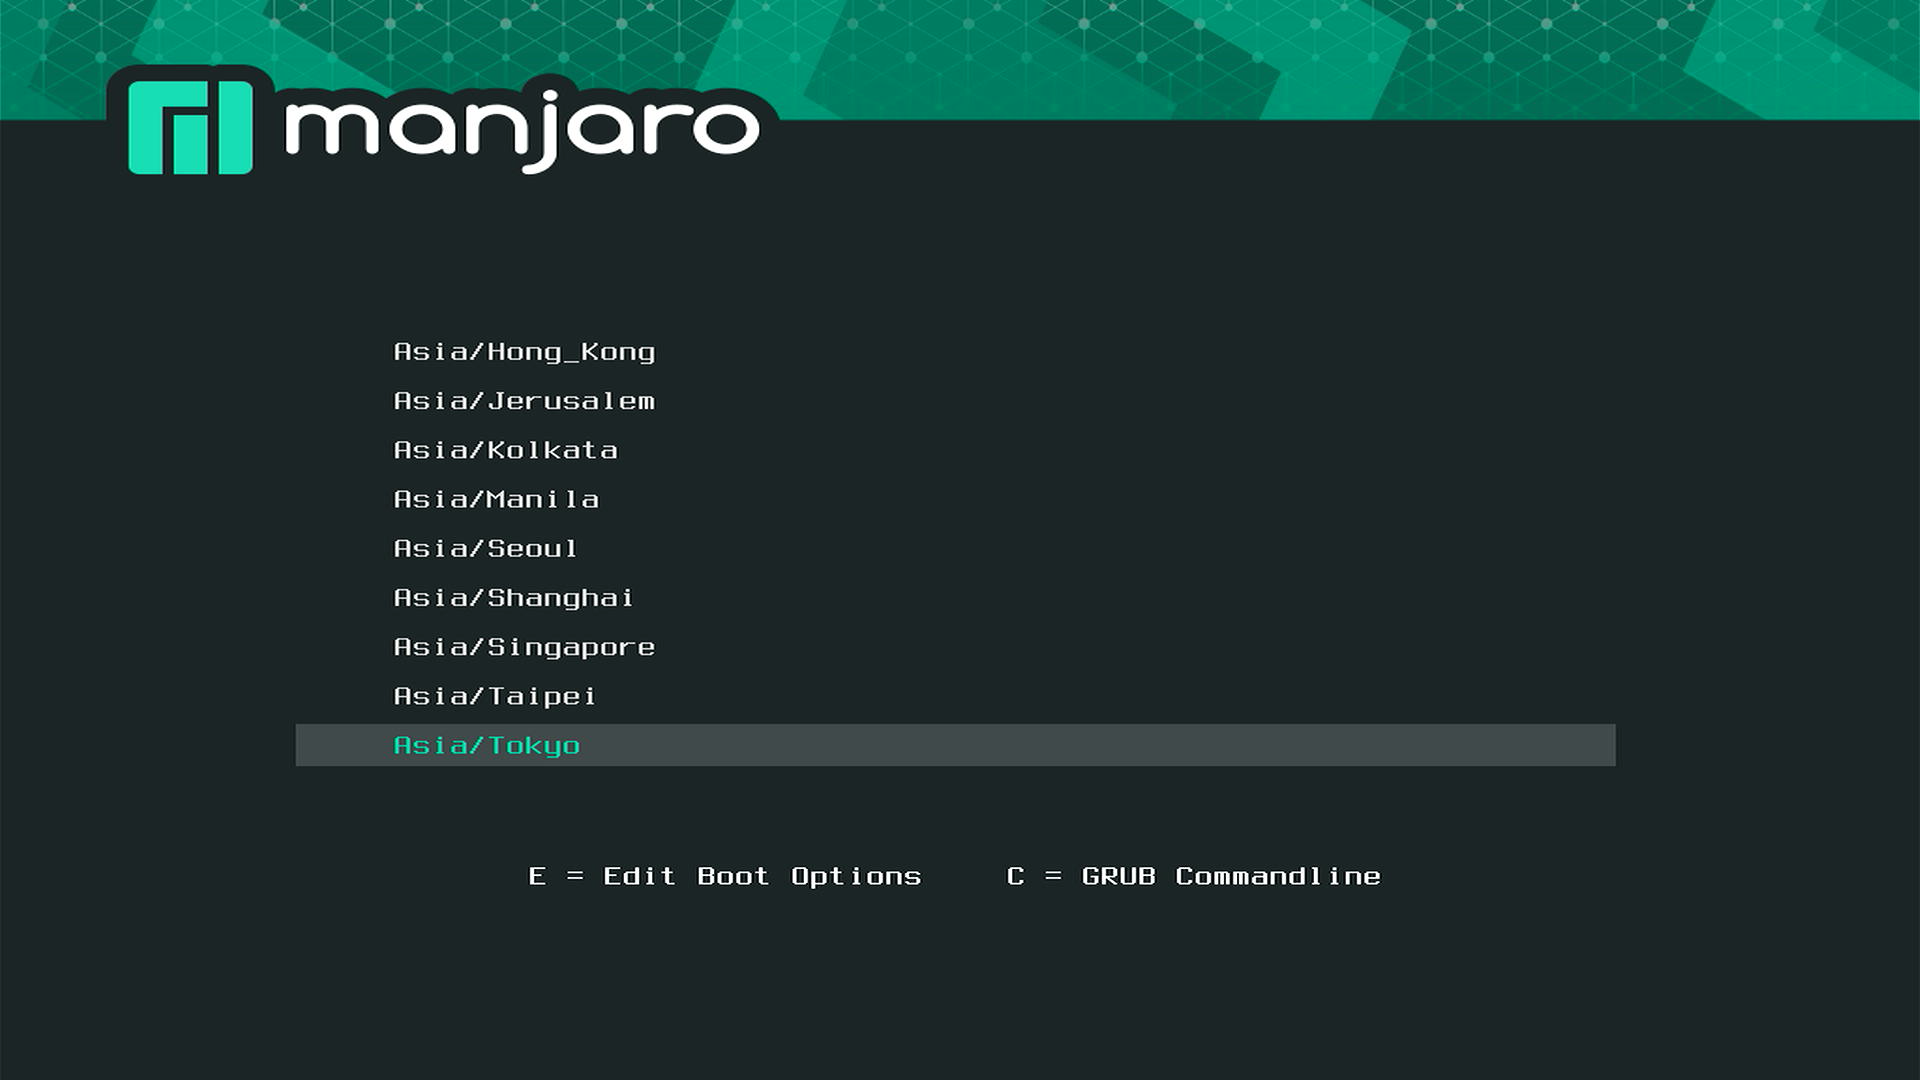 manjaro
Asia/Hong_Kong
Asia/Jerusalem
Asia/Kolkata
Asia/Manila
Asia/Seoul
Asia/Shanghai
Asia/Singapore
Asia/Taipei
Asia/Tokyo
E = Edit Boot Options    C = GRUB Commandline